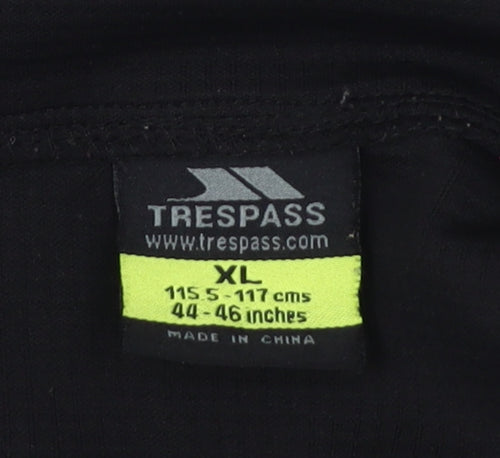 TRESPASS
www.trespass.com
XL
115.5-117 cms
44-46 inches
MADE IN CHINA